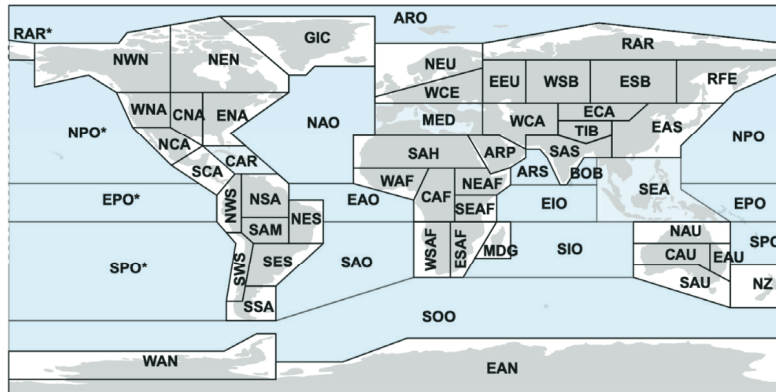 ARO
RAR*
GIC
NWN
NEN
NEU
RAR
WCE
EEU
WSB
ESB
RFE
WNA
CNA
ENA
NPO*
NAO
MED
WCA
ECA
TIB
EAS
NPO
NCA
CAR
SCA
SAH
ARP
SAS
ARS
BOB
WAF
CAF
NEAF
SEAF
SEA
EPO*
NWS
NSA
NES
EAO
EIO
EPO
SAM
SPO*
SWS
SES
SAO
WSAF
ESAF
MDG
SIO
NAU
CAU
EAU
SPO
SAU
NZ
SSA
SOO
WAN
EAN